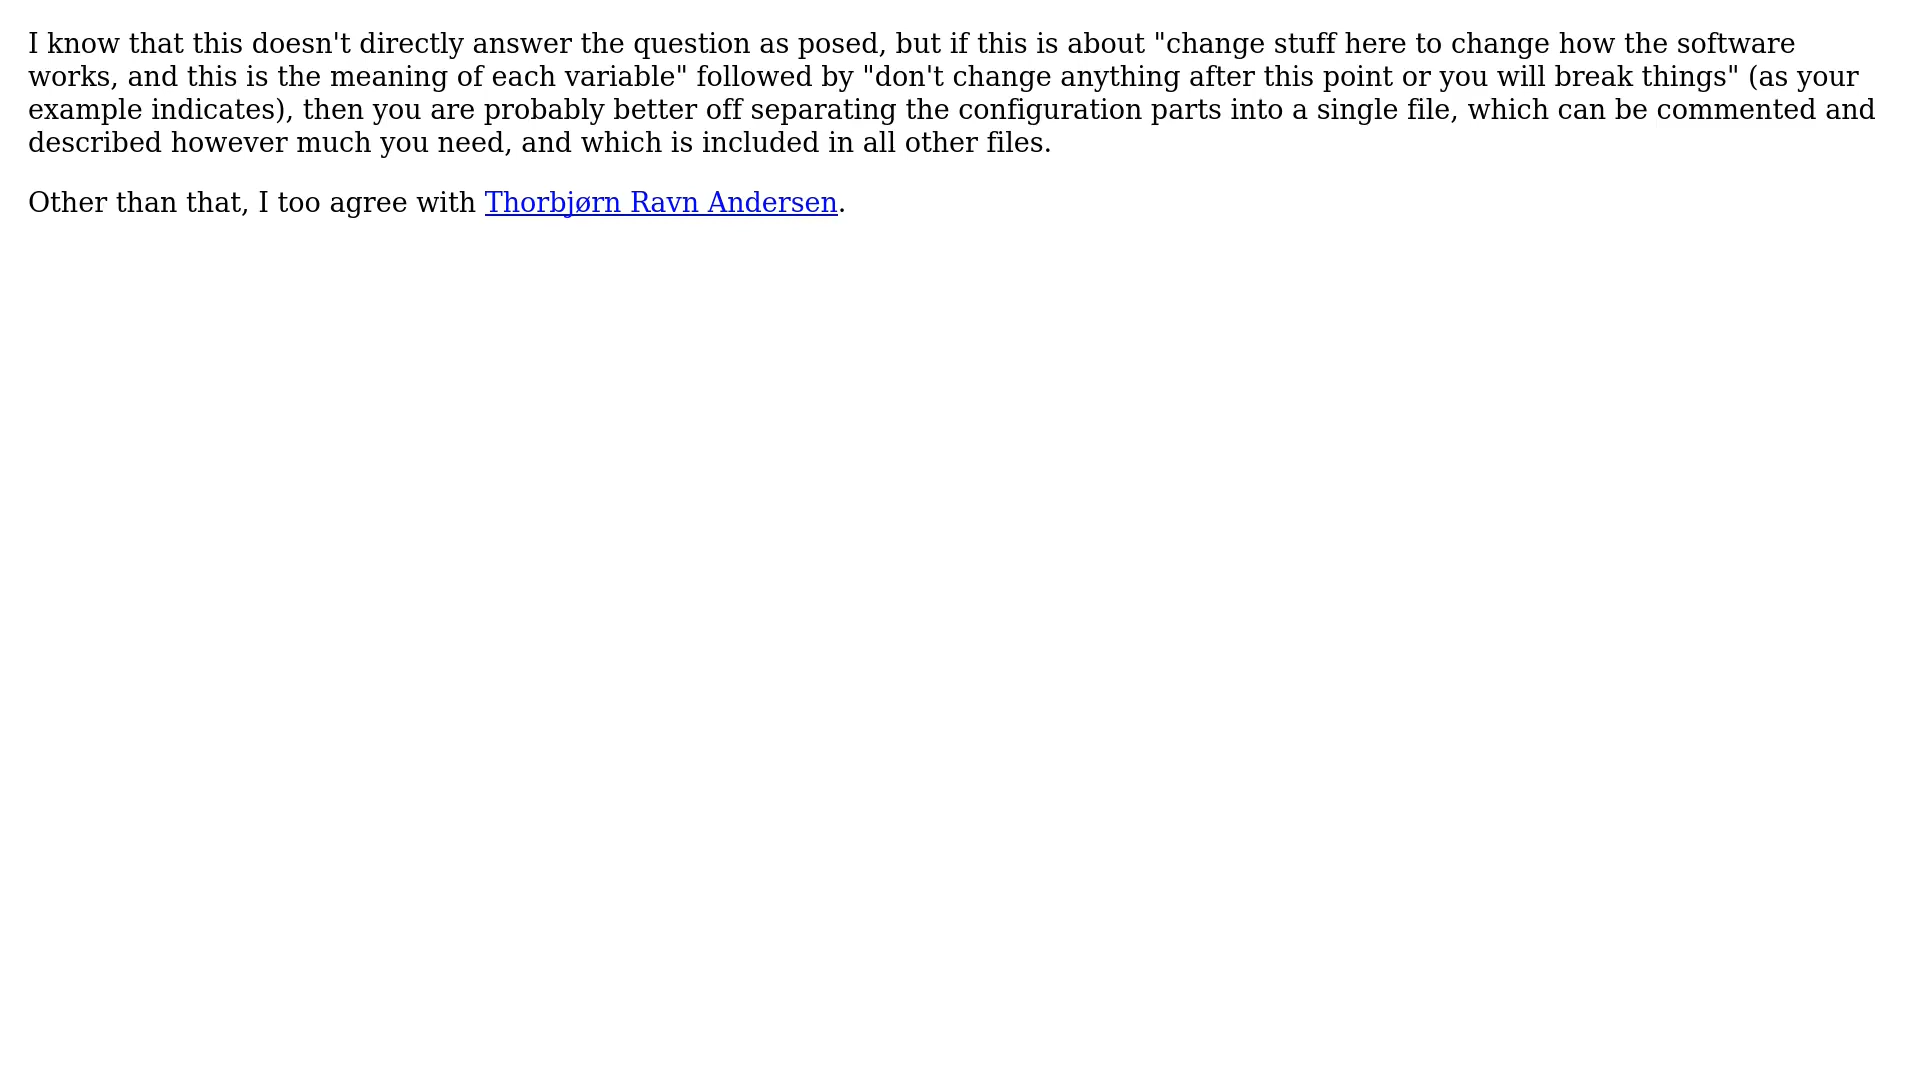 I know that this doesn't directly answer the question as posed, but if this is about "change stuff here to change how the software
works, and this is the meaning of each variable" followed by "don't change anything after this point or you will break things" (as your
example indicates), then you are probably better off separating the configuration parts into a single file, which can be commented and
described however much you need, and which is included in all other files.
Other than that, I too agree with Thorbjørn Ravn Andersen.